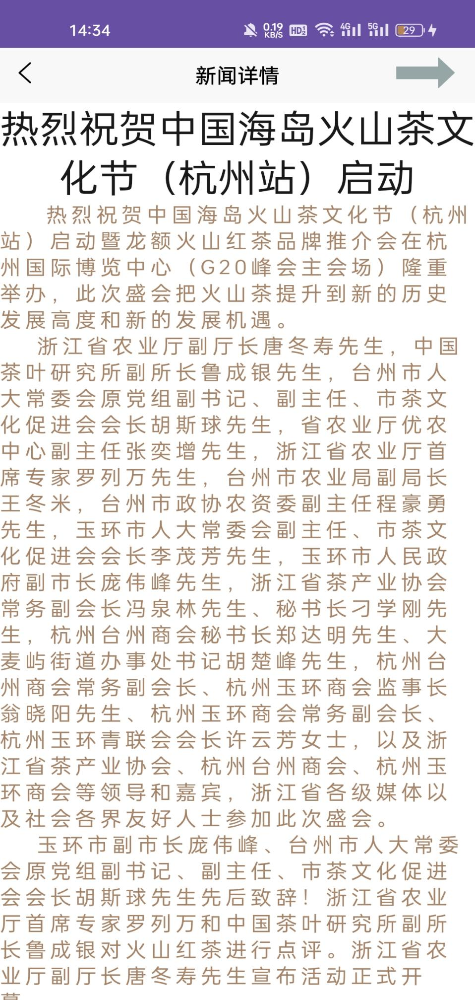 14:34
0.19 KB/S HD 1 2 4G 5G 29
新闻详情
热烈祝贺中国海岛火山茶文
化节（杭州站）启动
热烈祝贺中国海岛火山茶文化节（杭州
站）启动暨龙额火山红茶品牌推介会在杭
州国际博览中心（G20峰会主会场）隆重
举办，此次盛会把火山茶提升到新的历史
发展高度和新的发展机遇。
浙江省农业厅副厅长唐冬寿先生，中国
茶叶研究所副所长鲁成银先生，台州市人
大常委会原党组副书记、副主任、市茶文
化促进会会长胡斯球先生，省农业厅优农
中心副主任张奕增先生，浙江省农业厅首
席专家罗列万先生，台州市农业局副局长
王冬米，台州市政协农资委副主任程豪勇
先生，玉环市人大常委会副主任、市茶文
化促进会会长李茂芳先生，玉环市人民政
府副市长庞伟峰先生，浙江省茶产业协会
常务副会长冯泉林先生、秘书长刁学刚先
生，杭州台州商会秘书长郑达明先生、大
麦屿街道办事处书记胡楚峰先生，杭州台
州商会常务副会长、杭州玉环商会监事长
翁晓阳先生、杭州玉环商会常务副会长、
杭州玉环青联会会长许云芳女士，以及浙
江省茶产业协会、杭州台州商会、杭州玉
环商会等领导和嘉宾，浙江省各级媒体以
及社会各界友好人士参加此次盛会。
玉环市副市长庞伟峰、台州市人大常委
会原党组副书记、副主任、市茶文化促进
会会长胡斯球先生先后致辞！浙江省农业
厅首席专家罗列万和中国茶叶研究所副所
长鲁成银对火山红茶进行点评。浙江省农
业厅副厅长唐冬寿先生宣布活动正式开